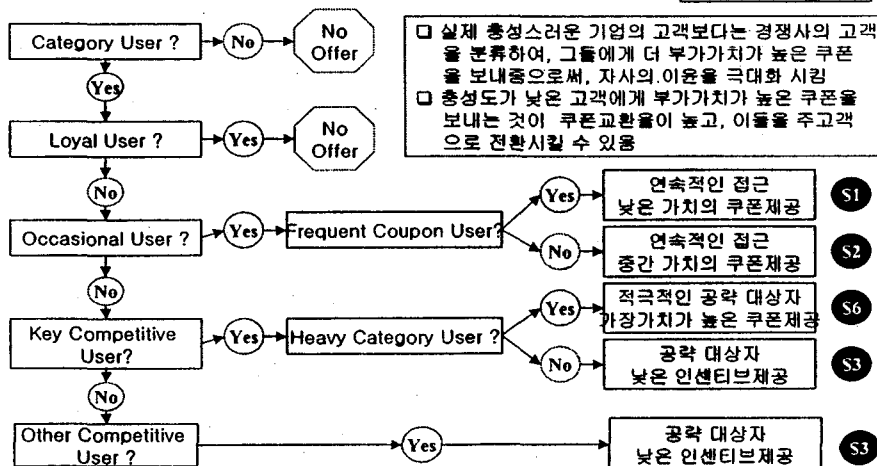 Category User ?
No
No
Offer
□ 실제 충성스러운 기업의 고객보다는 경쟁사의 고객
을 분류하여, 그들에게 더 부가가치가 높은 쿠폰
을 보내줌으로써, 자사의 이윤을 극대화 시킴
□ 충성도가 낮은 고객에게 부가가치가 높은 쿠폰을
보내는 것이 쿠폰교환율이 높고, 이들을 주고객
으로 전환시킬 수 있음
Yes
Loyal User ?
Yes
No
Offer
No
Occasional User ?
Yes
Frequent Coupon User?
Yes
연속적인 접근
낮은 가치의 쿠폰제공
S1
No
연속적인 접근
중간 가치의 쿠폰제공
S2
No
Key Competitive
User?
Yes
Heavy Category User ?
Yes
적극적인 공략 대상자
가장가치가 높은 쿠폰제공
S6
No
공략 대상자
낮은 인센티브제공
S3
No
Other Competitive
User ?
Yes
공략 대상자
낮은 인센티브제공
S3